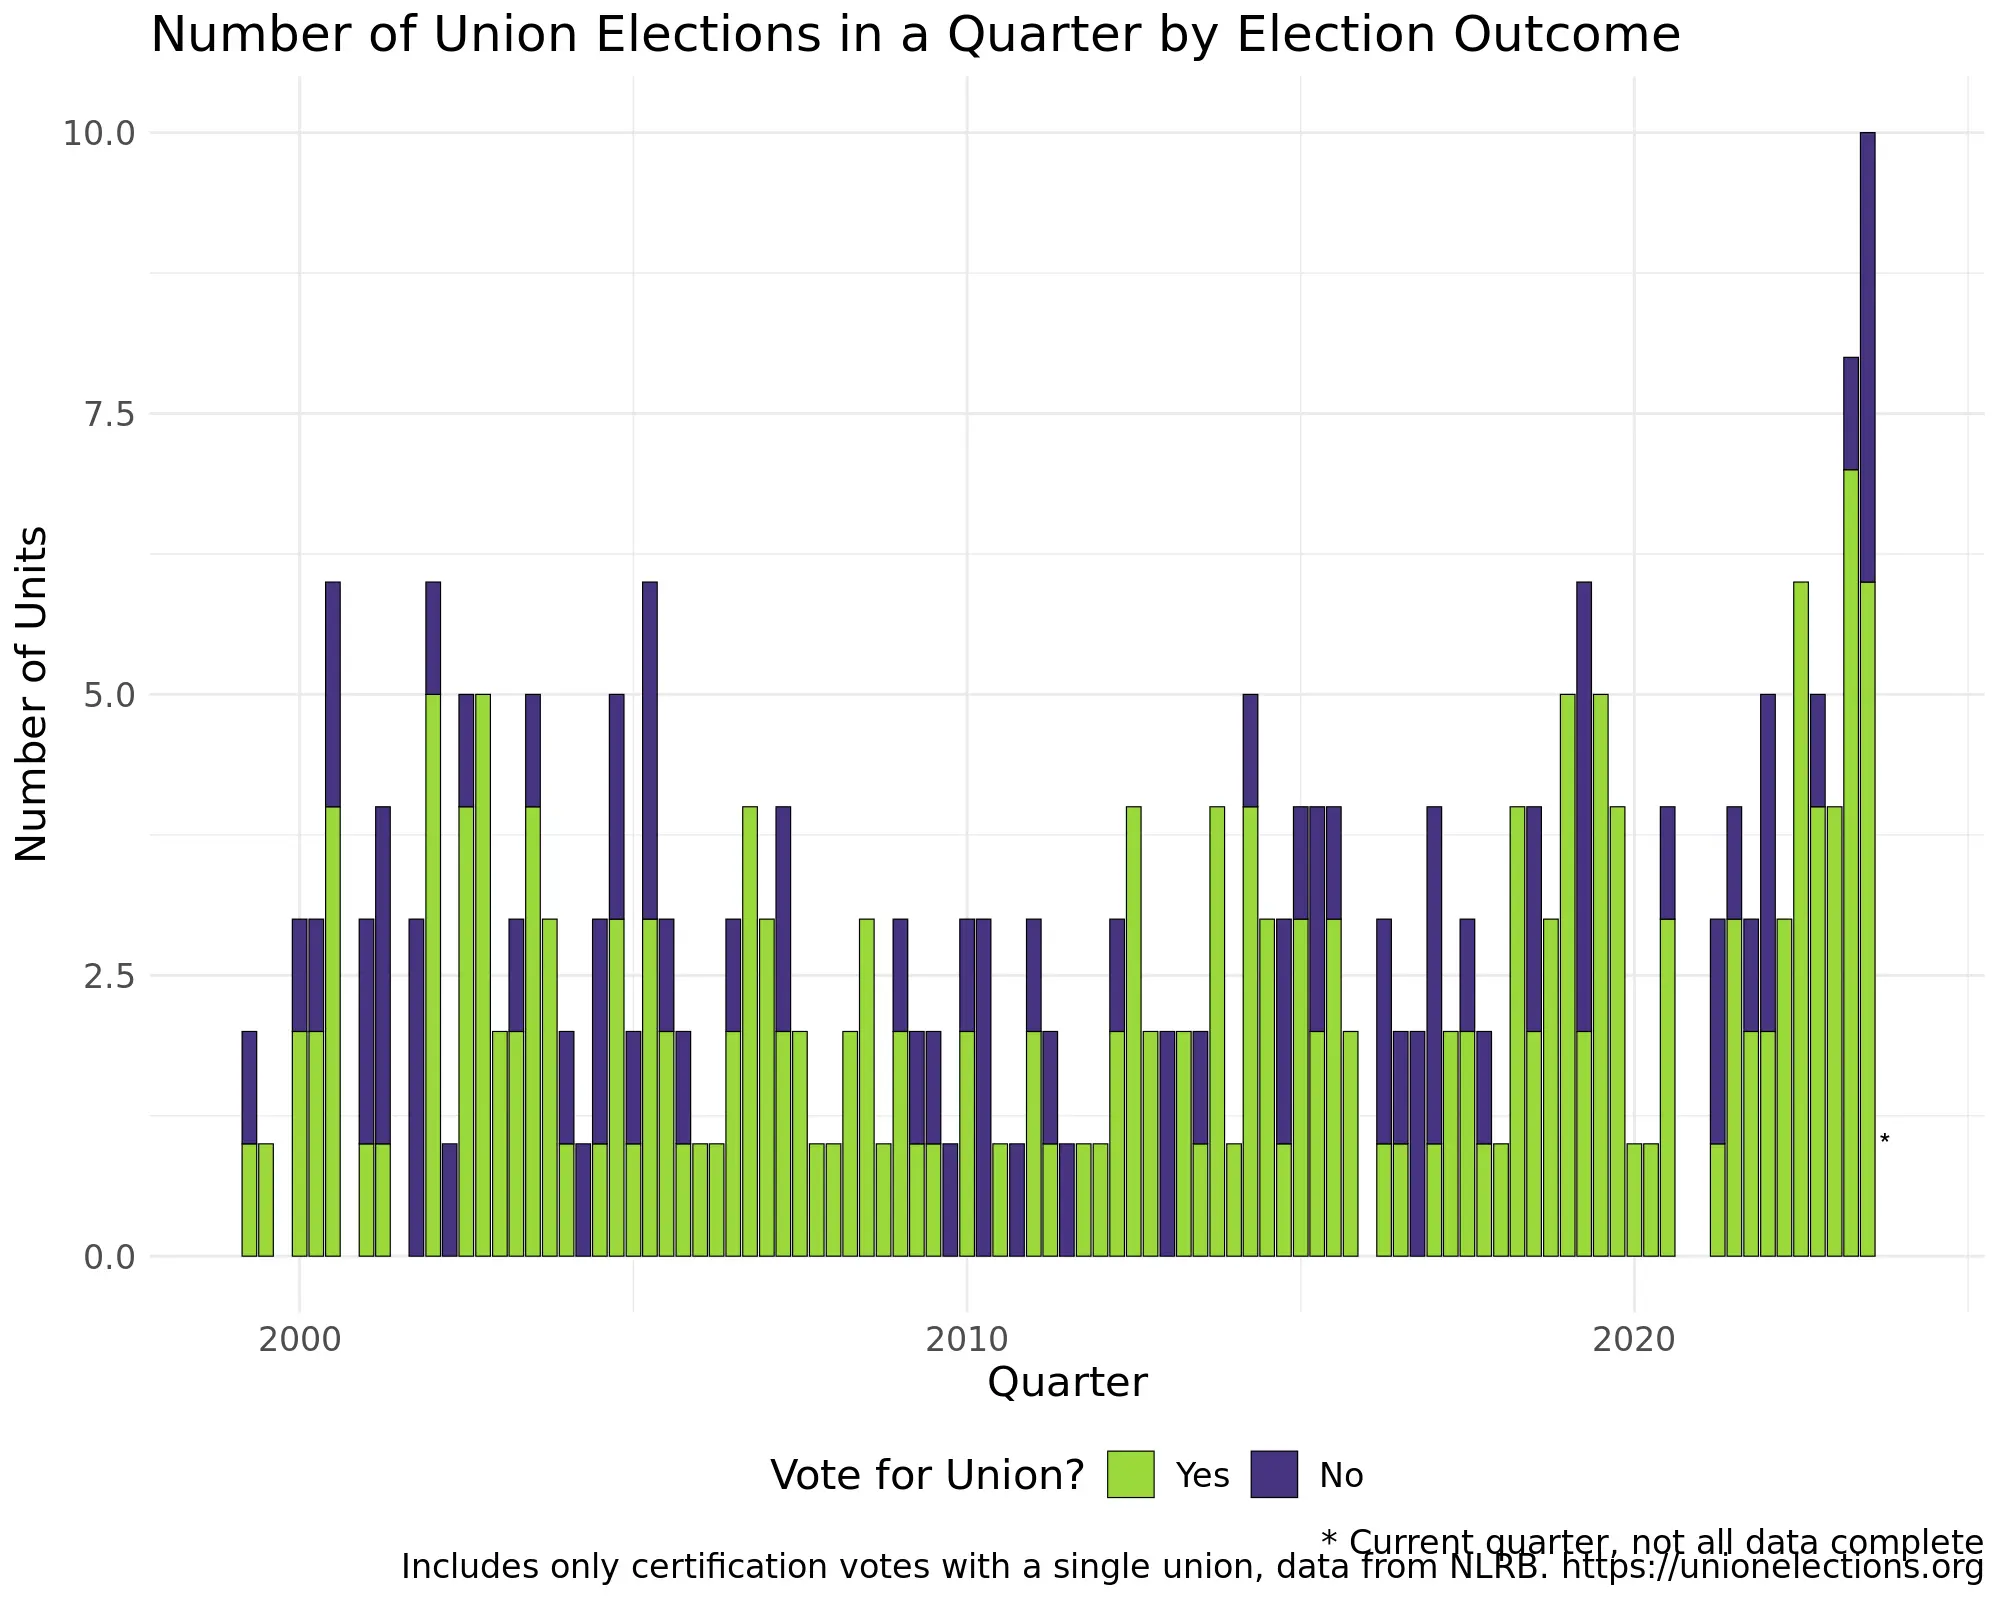 Number of Union Elections in a Quarter by Election Outcome
10.0
7.5
5.0
2.5
0.0
Number of Units
*
2000 2010 2020
Quarter
Vote for Union? Yes No
* Current quarter, not all data complete
Includes only certification votes with a single union, data from NLRB. https://unionelections.org